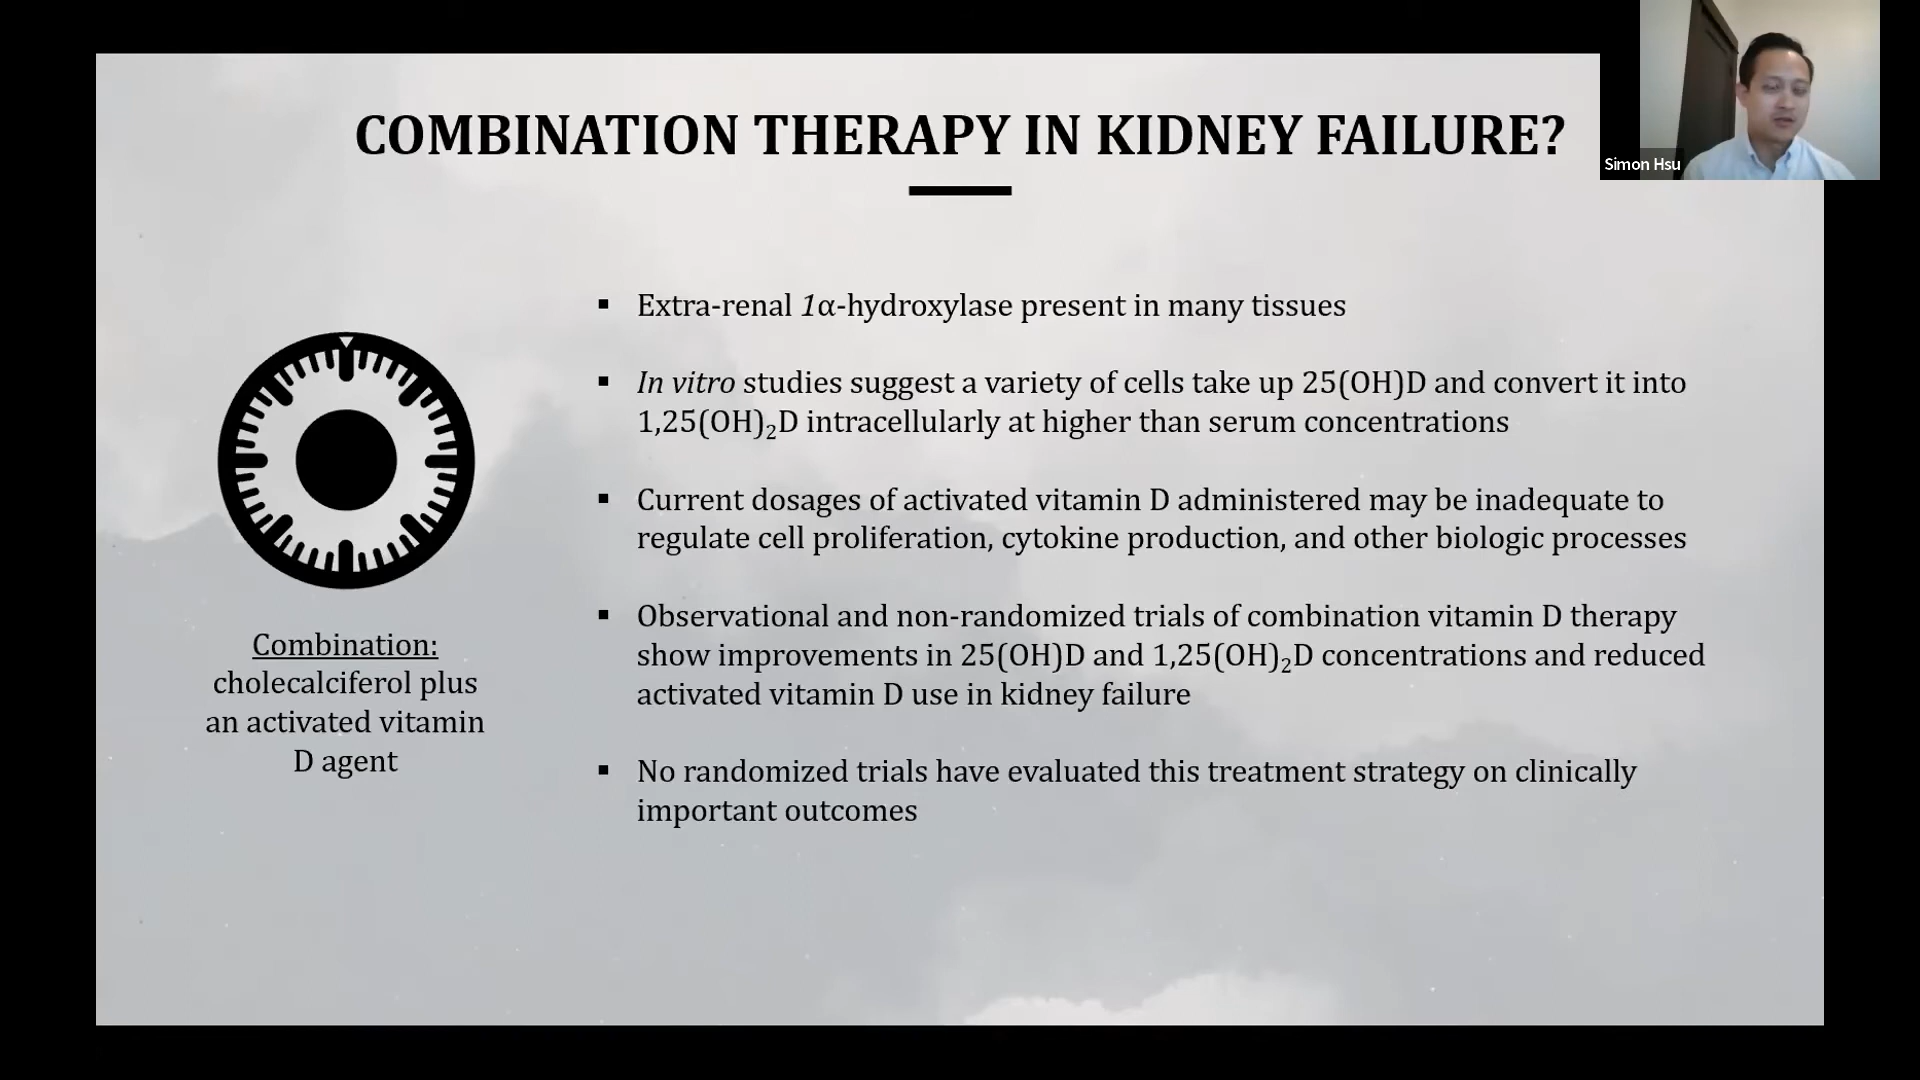 COMBINATION THERAPY IN KIDNEY FAILURE?
Simon Hsu
▪ Extra-renal 1α-hydroxylase present in many tissues
▪ In vitro studies suggest a variety of cells take up 25(OH)D and convert it into
1,25(OH)₂D intracellularly at higher than serum concentrations
▪ Current dosages of activated vitamin D administered may be inadequate to
regulate cell proliferation, cytokine production, and other biologic processes
▪ Observational and non-randomized trials of combination vitamin D therapy
show improvements in 25(OH)D and 1,25(OH)₂D concentrations and reduced
activated vitamin D use in kidney failure
▪ No randomized trials have evaluated this treatment strategy on clinically
important outcomes
Combination:
cholecalciferol plus
an activated vitamin
D agent